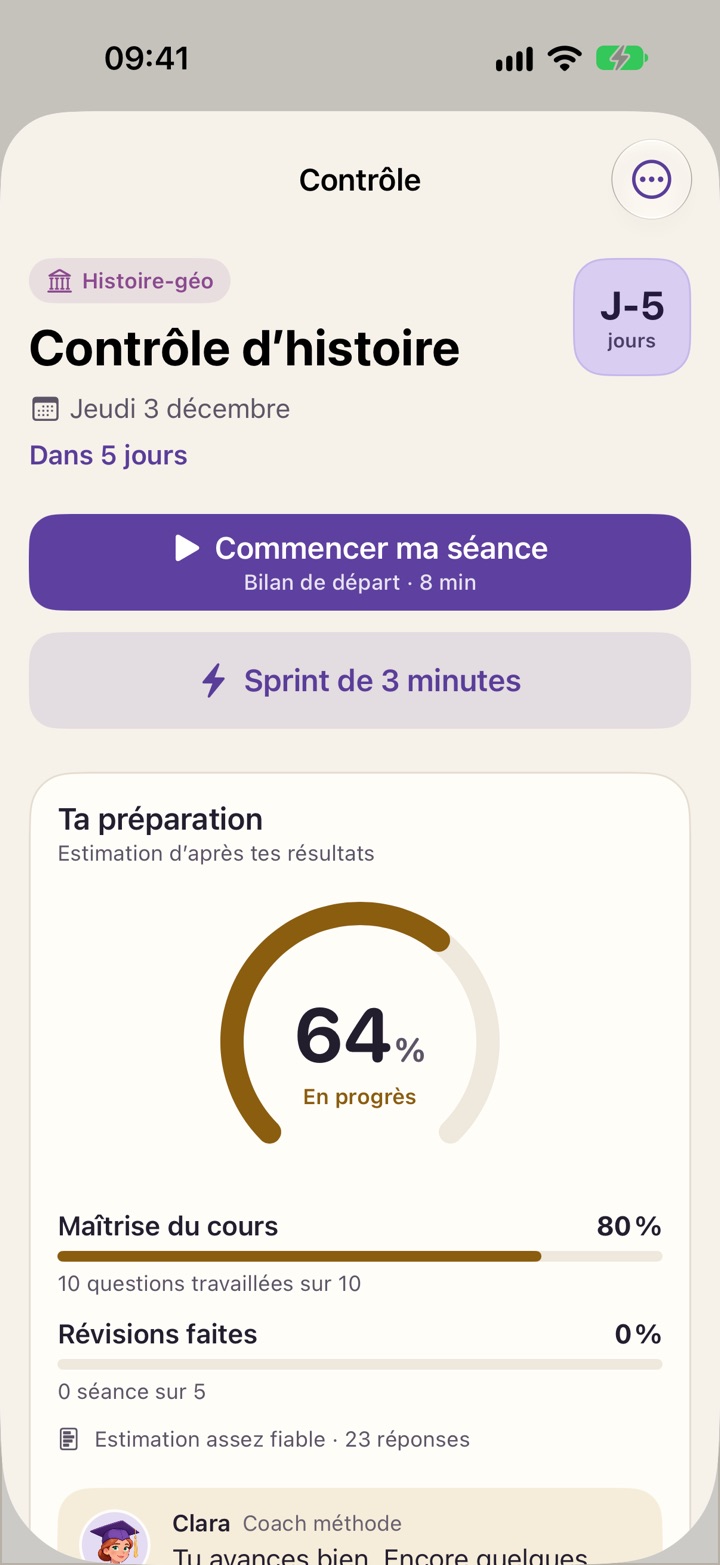 09:41
Contrôle
Histoire-géo
Contrôle d’histoire
J-5
jours
Jeudi 3 décembre
Dans 5 jours
Commencer ma séance
Bilan de départ · 8 min
Sprint de 3 minutes
Ta préparation
Estimation d’après tes résultats
64%
En progrès
Maîtrise du cours 80 %
10 questions travaillées sur 10
Révisions faites 0 %
0 séance sur 5
Estimation assez fiable · 23 réponses
Clara Coach méthode
Tu avances bien. Encore quelques